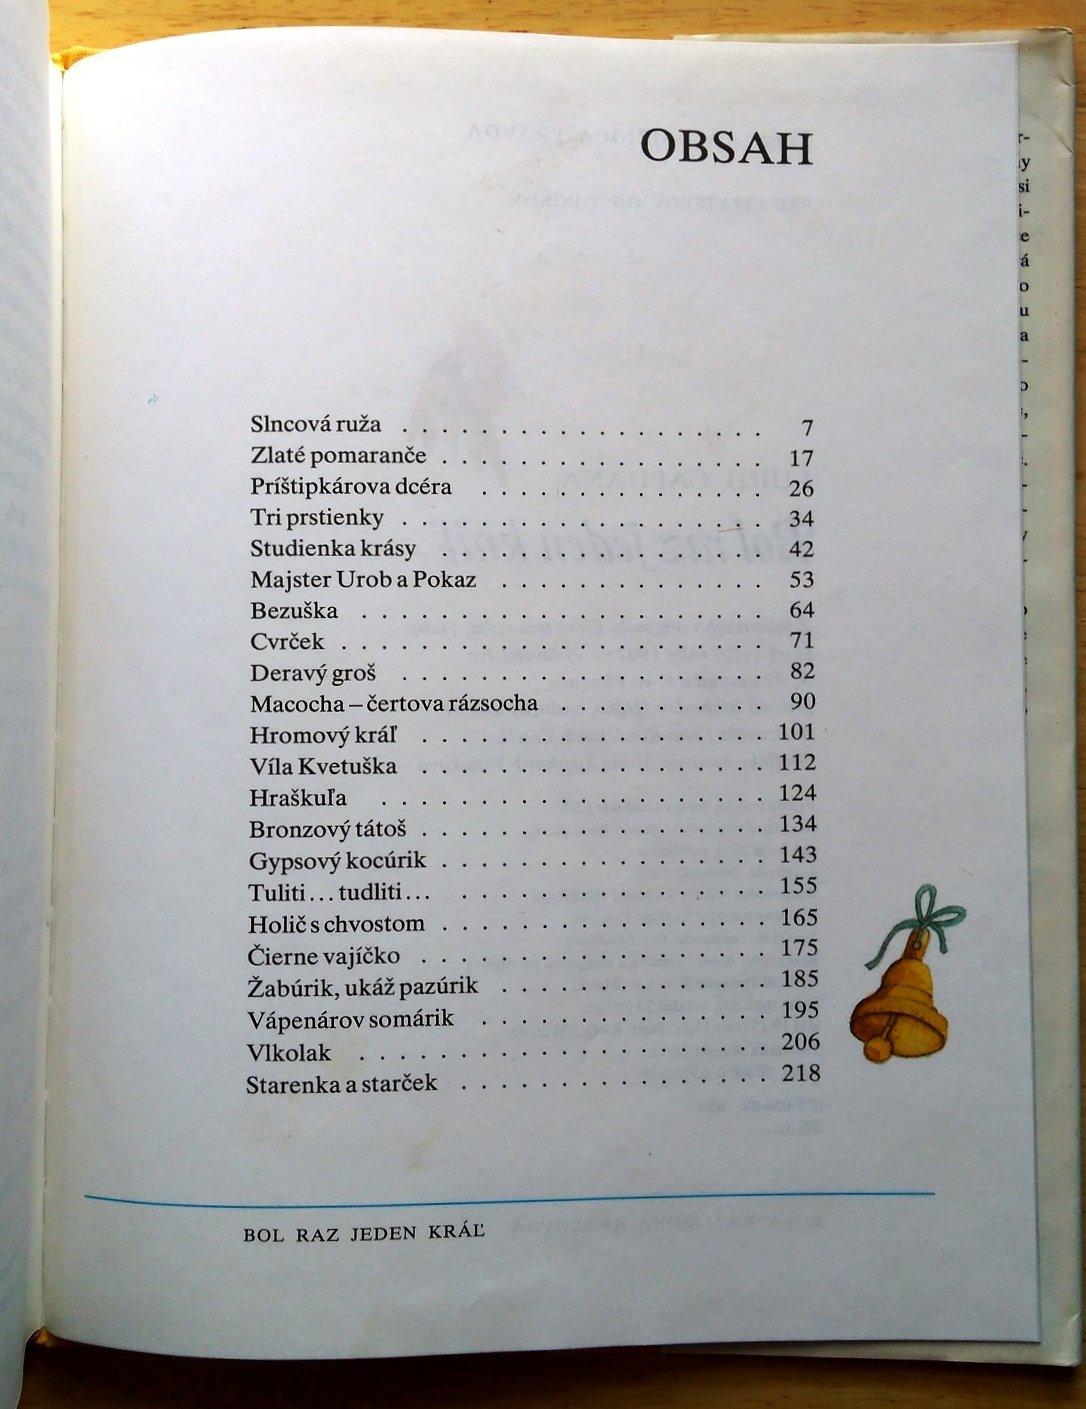 OBSAH
Slncová ruža . . . . . . . . . . . . . . . . . . . 7
Zlaté pomaranče . . . . . . . . . . . . . . . . . 17
Príštipkárova dcéra . . . . . . . . . . . . . . . 26
Tri prstienky . . . . . . . . . . . . . . . . . . . 34
Studienka krásy . . . . . . . . . . . . . . . . . 42
Majster Urob a Pokaz . . . . . . . . . . . . . . 53
Bezuška . . . . . . . . . . . . . . . . . . . . . 64
Cvrček . . . . . . . . . . . . . . . . . . . . . . 71
Deravý groš . . . . . . . . . . . . . . . . . . . 82
Macocha – čertova rázsocha . . . . . . . . . . . 90
Hromový kráľ . . . . . . . . . . . . . . . . . . 101
Víla Kvetuška . . . . . . . . . . . . . . . . . . 112
Hraškuľa . . . . . . . . . . . . . . . . . . . . 124
Bronzový tátoš . . . . . . . . . . . . . . . . . . 134
Gypsový kocúrik . . . . . . . . . . . . . . . . . 143
Tuliti... tudliti... . . . . . . . . . . . . . . . . 155
Holič s chvostom . . . . . . . . . . . . . . . . . 165
Čierne vajíčko . . . . . . . . . . . . . . . . . . 175
Žabúrik, ukáž pazúrik . . . . . . . . . . . . . . 185
Vápenárov somárik . . . . . . . . . . . . . . . 195
Vlkolak . . . . . . . . . . . . . . . . . . . . . 206
Starenka a starček . . . . . . . . . . . . . . . . 218
BOL RAZ JEDEN KRÁĽ